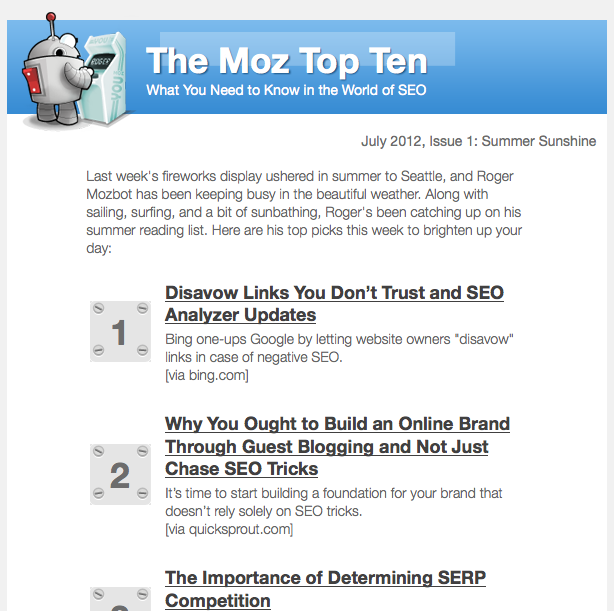 The Moz Top Ten
What You Need to Know in the World of SEO
ROGER
YOU!
July 2012, Issue 1: Summer Sunshine
Last week's fireworks display ushered in summer to Seattle, and Roger
Mozbot has been keeping busy in the beautiful weather. Along with
sailing, surfing, and a bit of sunbathing, Roger's been catching up on his
summer reading list. Here are his top picks this week to brighten up your
day:
1
Disavow Links You Don’t Trust and SEO
Analyzer Updates
Bing one-ups Google by letting website owners "disavow"
links in case of negative SEO.
[via bing.com]
2
Why You Ought to Build an Online Brand
Through Guest Blogging and Not Just
Chase SEO Tricks
It’s time to start building a foundation for your brand that
doesn’t rely solely on SEO tricks.
[via quicksprout.com]
The Importance of Determining SERP
Competition